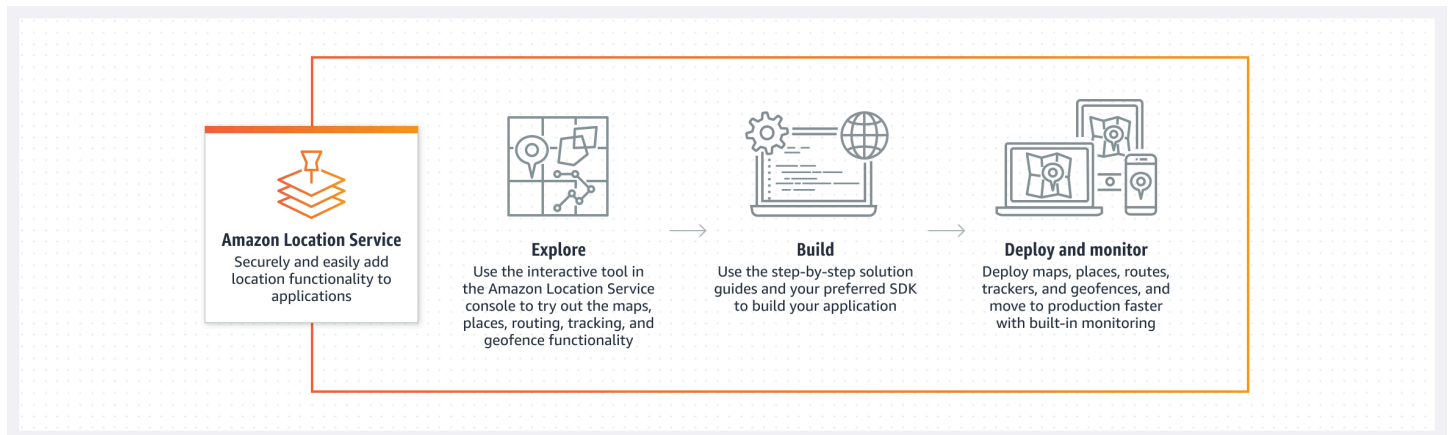 Amazon Location Service
Securely and easily add
location functionality to
applications
Explore
Use the interactive tool in
the Amazon Location Service
console to try out the maps,
places, routing, tracking, and
geofence functionality
Build
Use the step-by-step solution
guides and your preferred SDK
to build your application
Deploy and monitor
Deploy maps, places, routes,
trackers, and geofences, and
move to production faster
with built-in monitoring